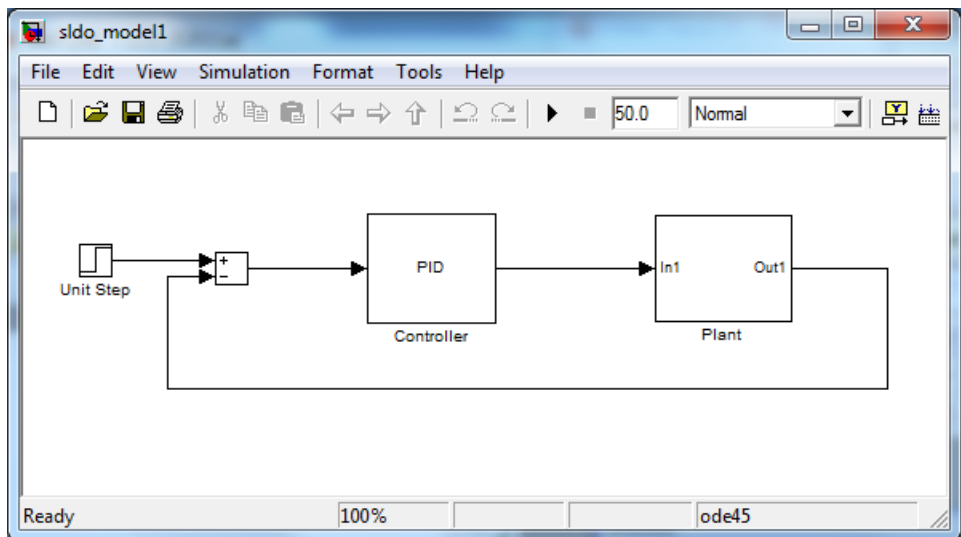 sldo_model1
File Edit View Simulation Format Tools Help
50.0 Normal
+
−
Unit Step
PID
Controller
In1 Out1
Plant
Ready 100% ode45